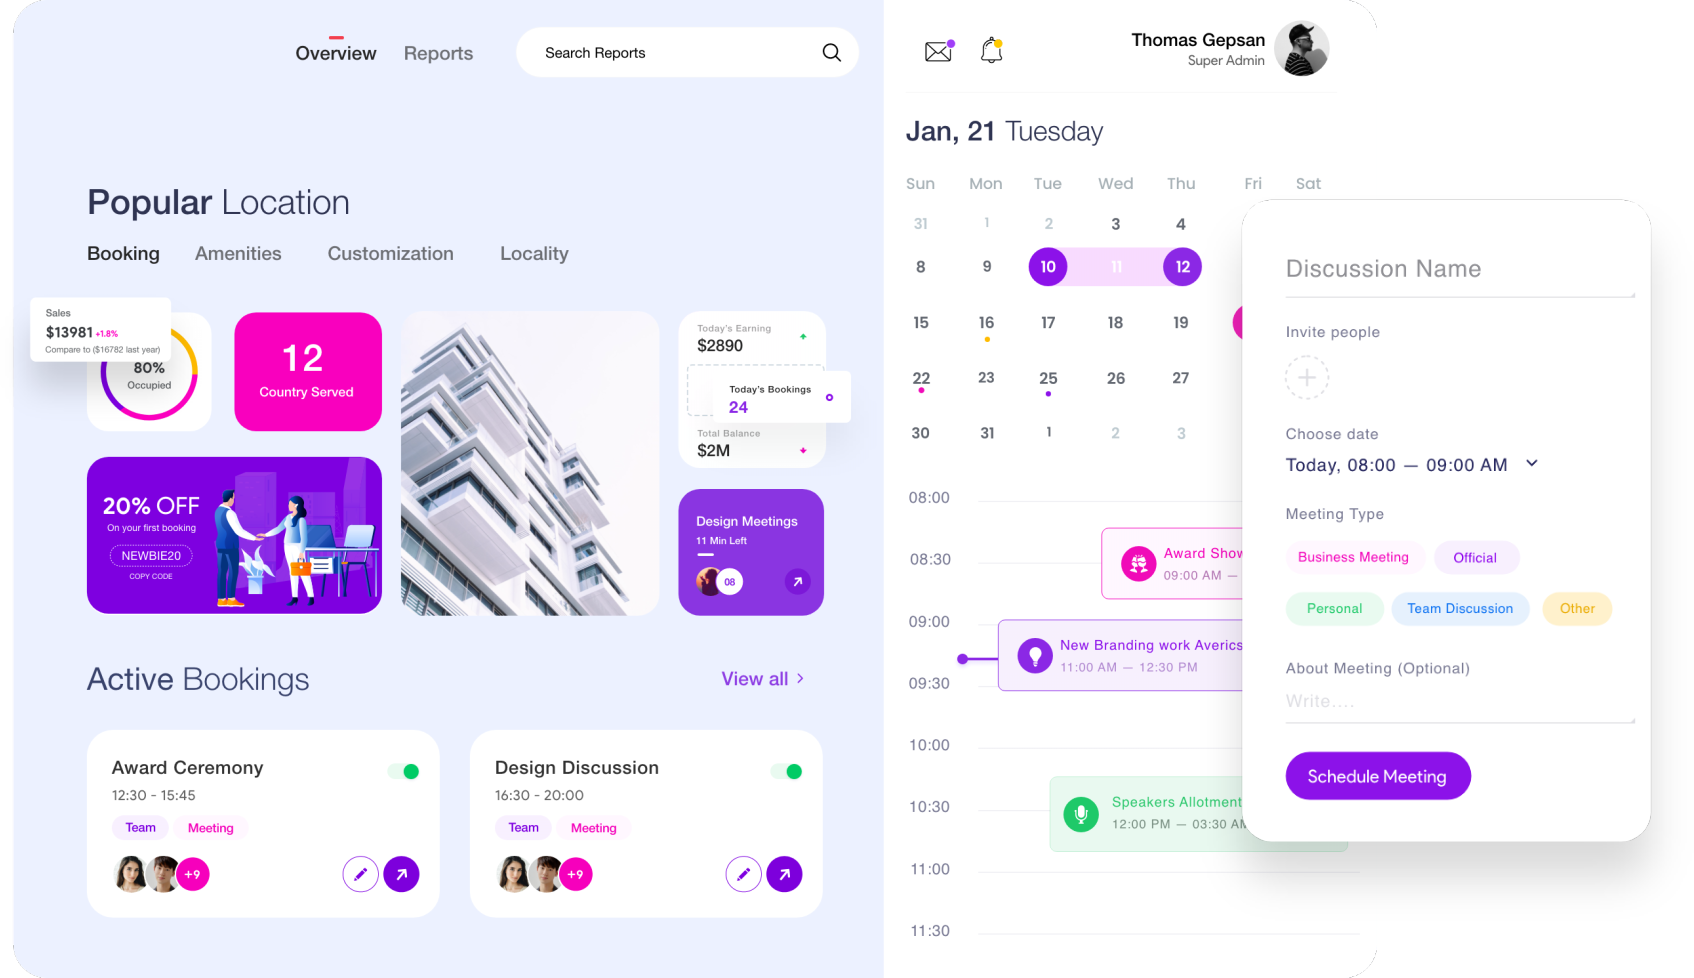 Overview
Reports
Search Reports
Thomas Gepsan
Super Admin
Popular Location
Booking
Amenities
Customization
Locality
Sales
$13981 +1.8%
Compare to ($16782 last year)
80%
Occupied
12
Country Served
Today's Earning
$2890
Today's Bookings
24
Total Balance
$2M
20% OFF
On your first booking
NEWBIE20
COPY CODE
Design Meetings
11 Min Left
08
Active Bookings
View all
Award Ceremony
12:30 - 15:45
Team
Meeting
+9
Design Discussion
16:30 - 20:00
Team
Meeting
+9
Jan, 21 Tuesday
Sun Mon Tue Wed Thu Fri Sat
31 1 2 3 4
8 9 10 11 12
15 16 17 18 19
22 23 25 26 27
30 31 1 2 3
08:00
08:30
Award Show
09:00 AM —
09:00
New Branding work Averics
11:00 AM — 12:30 PM
09:30
10:00
10:30
Speakers Allotment
12:00 PM — 03:30 AM
11:00
11:30
Discussion Name
Invite people
Choose date
Today, 08:00 — 09:00 AM
Meeting Type
Business Meeting
Official
Personal
Team Discussion
Other
About Meeting (Optional)
Write....
Schedule Meeting